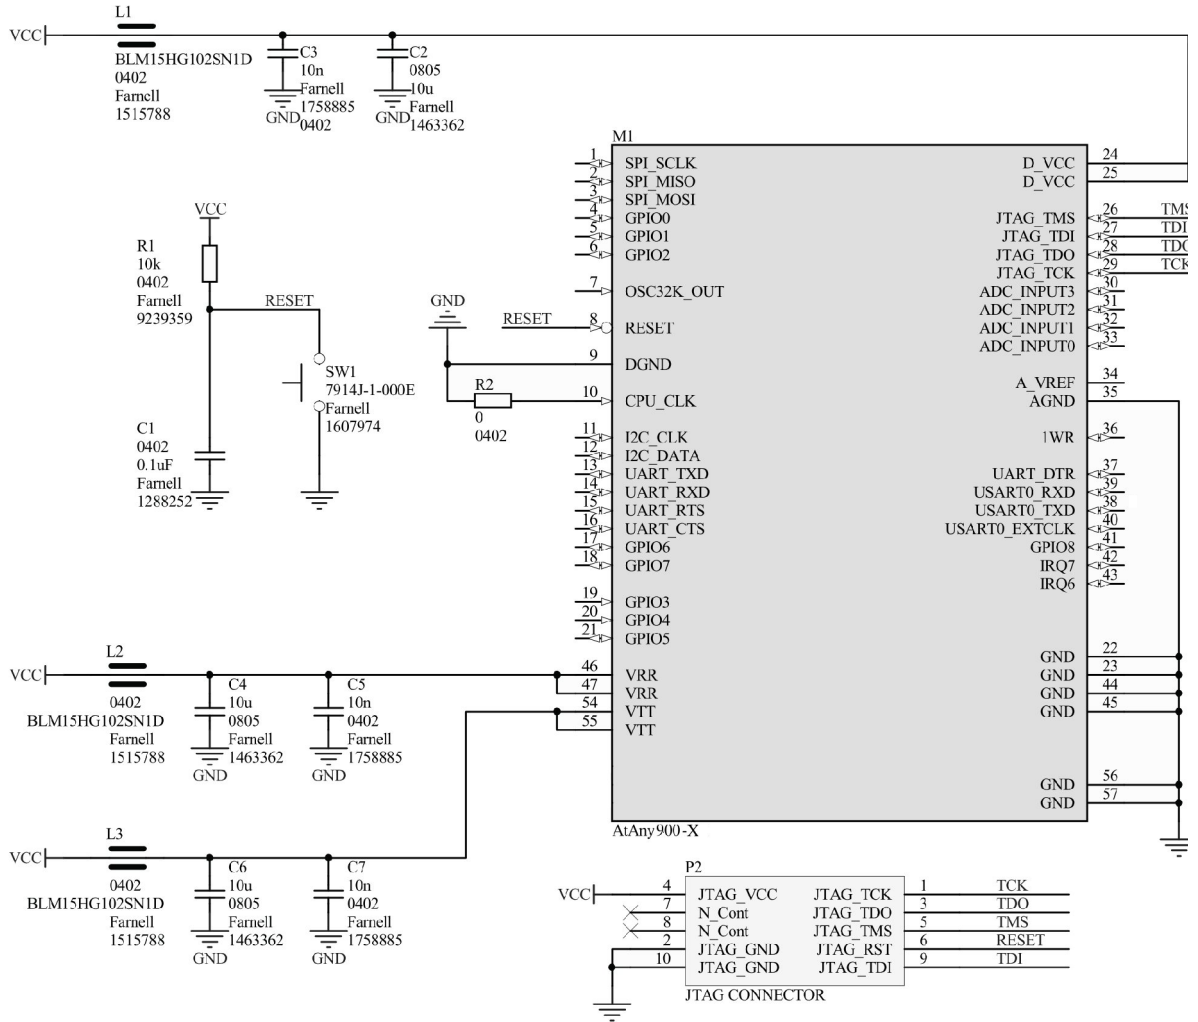 L1
VCC
BLM15HG102SN1D
0402
Farnell
1515788
C3
10n
Farnell
1758885
0402
GND
C2
0805
10u
Farnell
1463362
GND
VCC
R1
10k
0402
Farnell
9239359
RESET
SW1
7914J-1-000E
Farnell
1607974
C1
0402
0.1uF
Farnell
1288252
GND
RESET
R2
0
0402
M1
1 SPI_SCLK
2 SPI_MISO
3 SPI_MOSI
4 GPIO0
5 GPIO1
6 GPIO2
7 OSC32K_OUT
8 RESET
9 DGND
10 CPU_CLK
11 I2C_CLK
12 I2C_DATA
13 UART_TXD
14 UART_RXD
15 UART_RTS
16 UART_CTS
17 GPIO6
18 GPIO7
19 GPIO3
20 GPIO4
21 GPIO5
46 VRR
47 VRR
54 VTT
55 VTT
D_VCC 24
D_VCC 25
JTAG_TMS 26 TMS
JTAG_TDI 27 TDI
JTAG_TDO 28 TDO
JTAG_TCK 29 TCK
ADC_INPUT3 30
ADC_INPUT2 31
ADC_INPUT1 32
ADC_INPUT0 33
A_VREF 34
AGND 35
1WR 36
UART_DTR 37
USART0_RXD 39
USART0_TXD 38
USART0_EXTCLK 40
GPIO8 41
IRQ7 42
IRQ6 43
GND 22
GND 23
GND 44
GND 45
GND 56
GND 57
AtAny900-X
VCC
L2
0402
BLM15HG102SN1D
Farnell
1515788
C4
10u
0805
Farnell
1463362
GND
C5
10n
0402
Farnell
1758885
GND
VCC
L3
0402
BLM15HG102SN1D
Farnell
1515788
C6
10u
0805
Farnell
1463362
GND
C7
10n
0402
Farnell
1758885
GND
P2
VCC 4 JTAG_VCC JTAG_TCK 1 TCK
7 N_Cont JTAG_TDO 3 TDO
8 N_Cont JTAG_TMS 5 TMS
2 JTAG_GND JTAG_RST 6 RESET
10 JTAG_GND JTAG_TDI 9 TDI
JTAG CONNECTOR